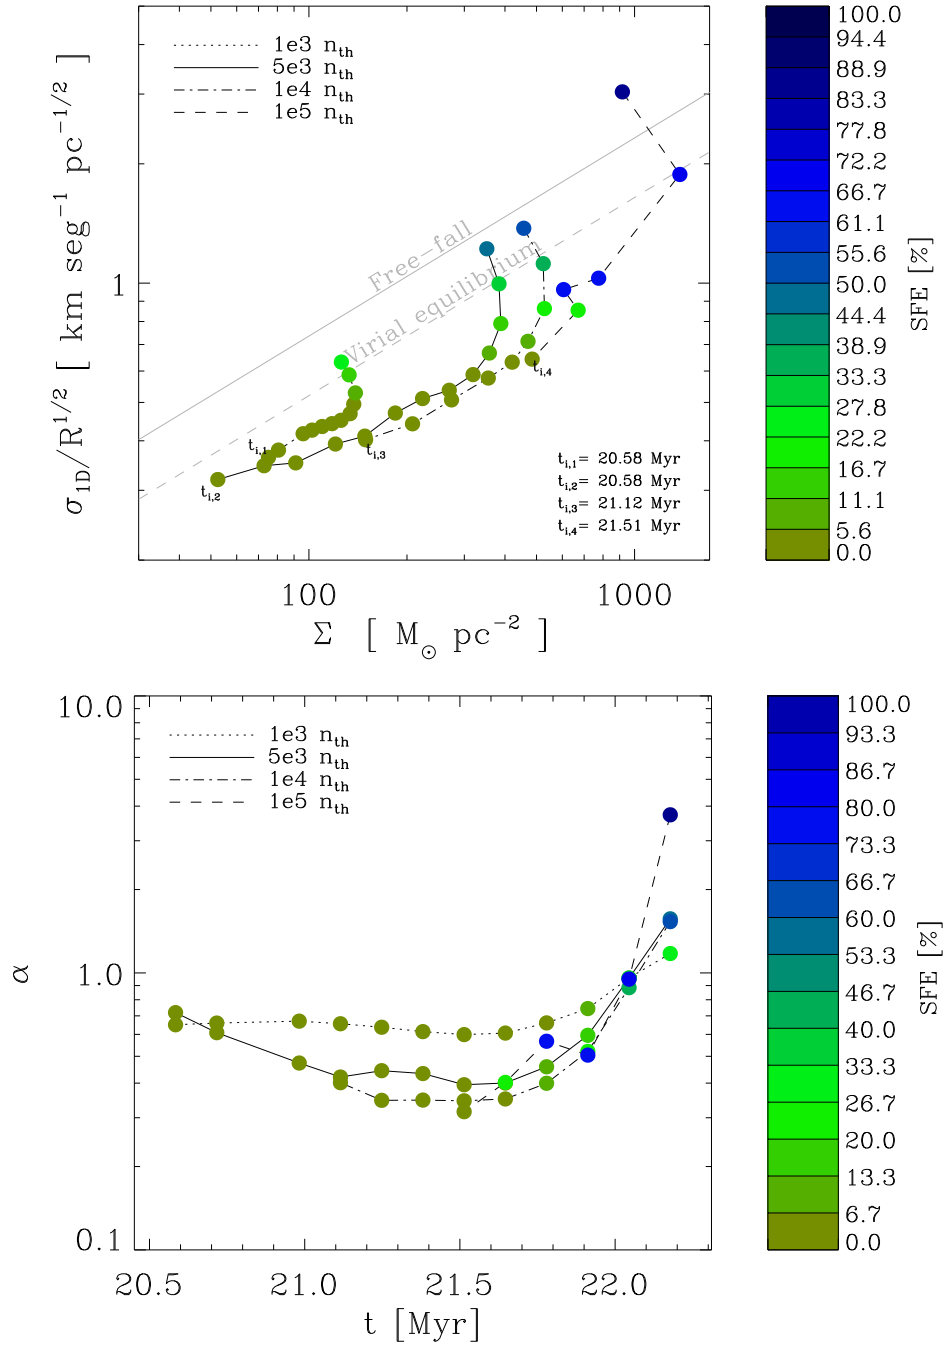 1e3 n_th
5e3 n_th
1e4 n_th
1e5 n_th
σ_1D/R^1/2 [ km seg^-1 pc^-1/2 ]
1
Free-fall
Virial equilibrium
t_i,1
t_i,2
t_i,3
t_i,4
t_i,1= 20.58 Myr
t_i,2= 20.58 Myr
t_i,3= 21.12 Myr
t_i,4= 21.51 Myr
100 1000
Σ [ M_⊙ pc^-2 ]
100.0
94.4
88.9
83.3
77.8
72.2
66.7
61.1
55.6
50.0
44.4
38.9
33.3
27.8
22.2
16.7
11.1
5.6
0.0
SFE [%]
1e3 n_th
5e3 n_th
1e4 n_th
1e5 n_th
10.0
1.0
0.1
α
20.5 21.0 21.5 22.0
t [Myr]
100.0
93.3
86.7
80.0
73.3
66.7
60.0
53.3
46.7
40.0
33.3
26.7
20.0
13.3
6.7
0.0
SFE [%]